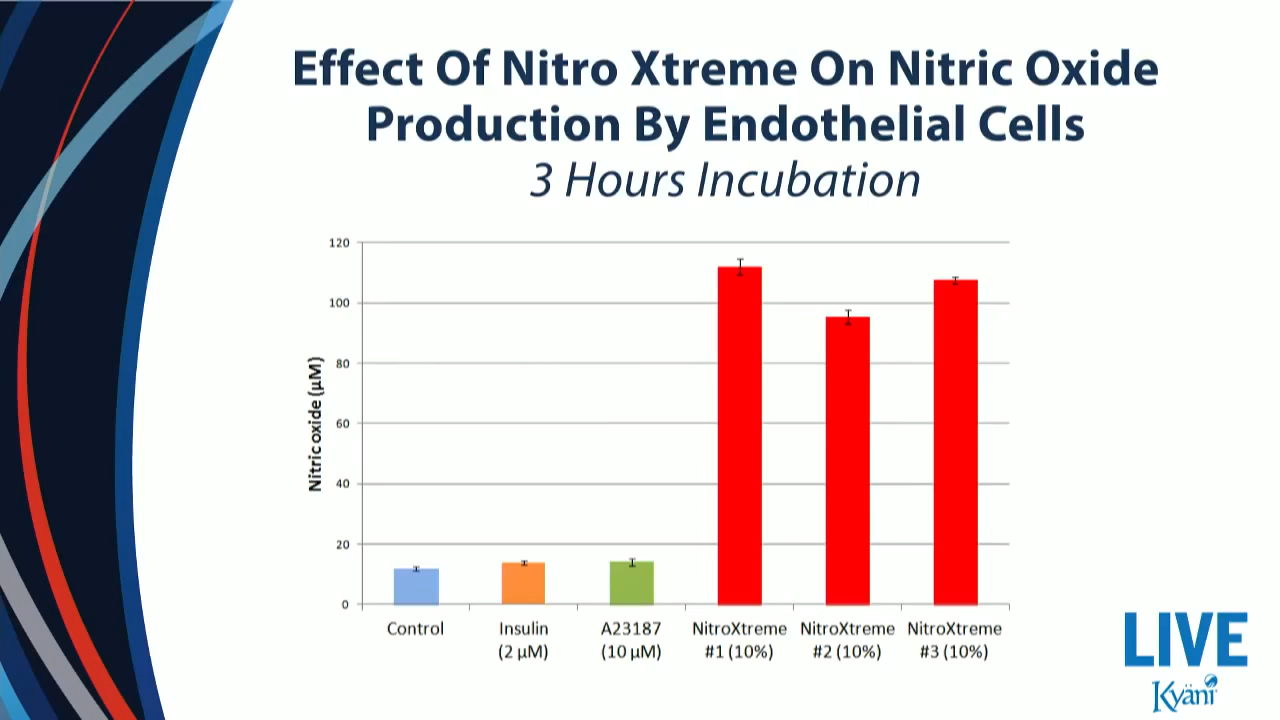 Effect Of Nitro Xtreme On Nitric Oxide
Production By Endothelial Cells
3 Hours Incubation
Nitric oxide (µM)
120
100
80
60
40
20
0
Control
Insulin
(2 µM)
A23187
(10 µM)
NitroXtreme
#1 (10%)
NitroXtreme
#2 (10%)
NitroXtreme
#3 (10%)
LIVE
Kyäni